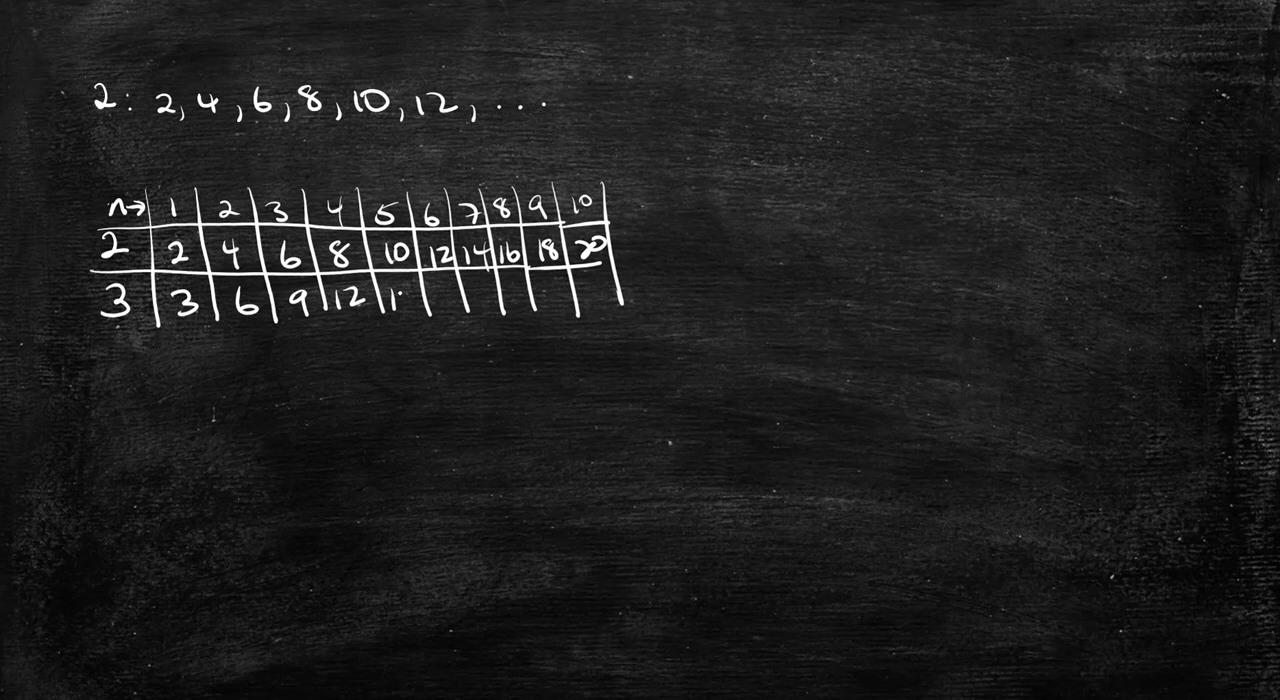 2: 2, 4, 6, 8, 10, 12, ...
n→ 1 2 3 4 5 6 7 8 9 10
2 2 4 6 8 10 12 14 16 18 20
3 3 6 9 12 1